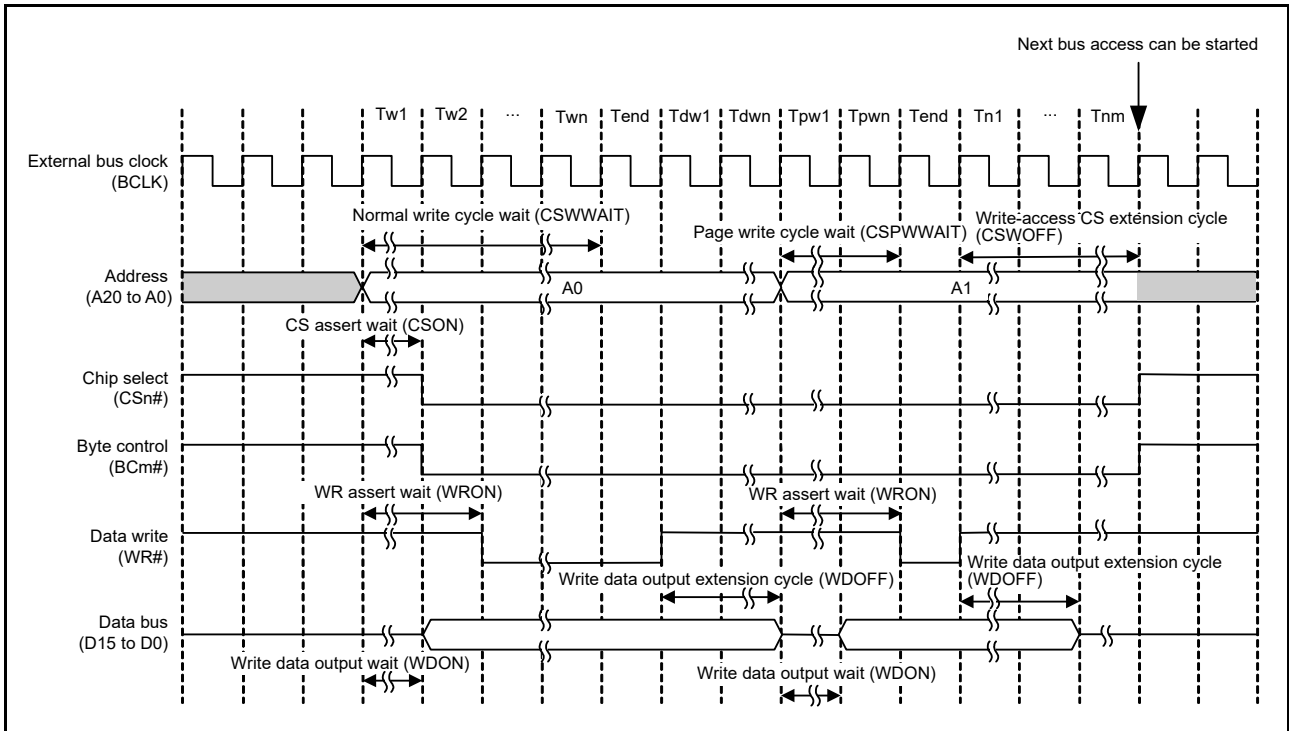 Next bus access can be started
Tw1 Tw2 ... Twn Tend Tdw1 Tdwn Tpw1 Tpwn Tend Tn1 ... Tnm
External bus clock
(BCLK)
Normal write cycle wait (CSWWAIT)
Page write cycle wait (CSPWWAIT)
Write-access CS extension cycle
(CSWOFF)
Address
(A20 to A0)
A0
A1
CS assert wait (CSON)
Chip select
(CSn#)
Byte control
(BCm#)
WR assert wait (WRON)
WR assert wait (WRON)
Data write
(WR#)
Write data output extension cycle (WDOFF)
Write data output extension cycle
(WDOFF)
Data bus
(D15 to D0)
Write data output wait (WDON)
Write data output wait (WDON)